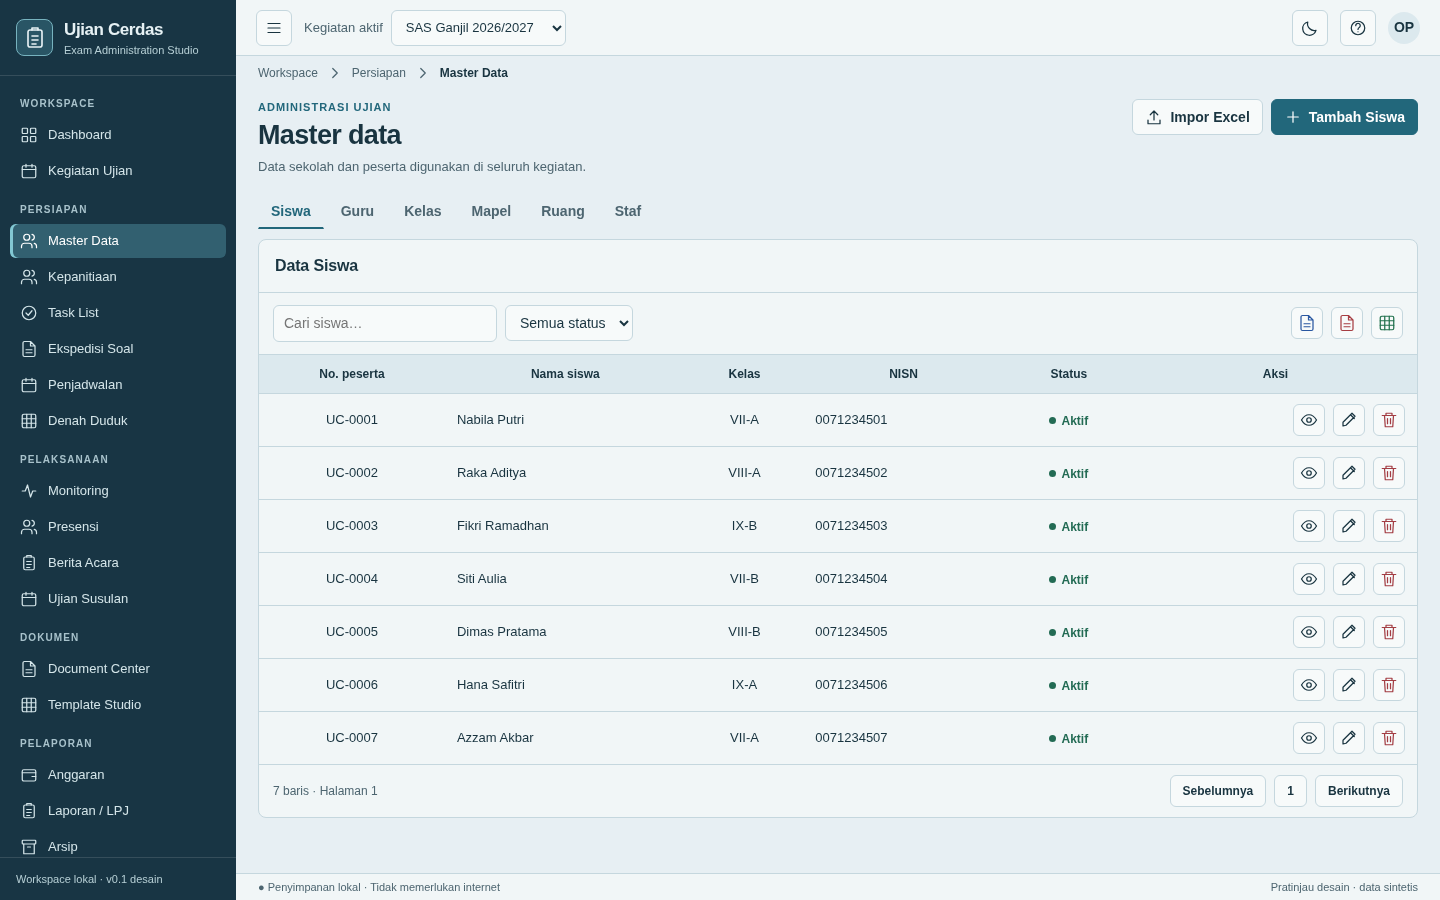 Ujian Cerdas
Exam Administration Studio
WORKSPACE
Dashboard
Kegiatan Ujian
PERSIAPAN
Master Data
Kepanitiaan
Task List
Ekspedisi Soal
Penjadwalan
Denah Duduk
PELAKSANAAN
Monitoring
Presensi
Berita Acara
Ujian Susulan
DOKUMEN
Document Center
Template Studio
PELAPORAN
Anggaran
Laporan / LPJ
Arsip
Workspace lokal · v0.1 desain
Kegiatan aktif SAS Ganjil 2026/2027 OP
Workspace Persiapan Master Data
ADMINISTRASI UJIAN
Master data
Data sekolah dan peserta digunakan di seluruh kegiatan.
Impor Excel Tambah Siswa
Siswa Guru Kelas Mapel Ruang Staf
Data Siswa
Cari siswa… Semua status
No. peserta Nama siswa Kelas NISN Status Aksi
UC-0001 Nabila Putri VII-A 0071234501 Aktif
UC-0002 Raka Aditya VIII-A 0071234502 Aktif
UC-0003 Fikri Ramadhan IX-B 0071234503 Aktif
UC-0004 Siti Aulia VII-B 0071234504 Aktif
UC-0005 Dimas Pratama VIII-B 0071234505 Aktif
UC-0006 Hana Safitri IX-A 0071234506 Aktif
UC-0007 Azzam Akbar VII-A 0071234507 Aktif
7 baris · Halaman 1 Sebelumnya 1 Berikutnya
● Penyimpanan lokal · Tidak memerlukan internet Pratinjau desain · data sintetis